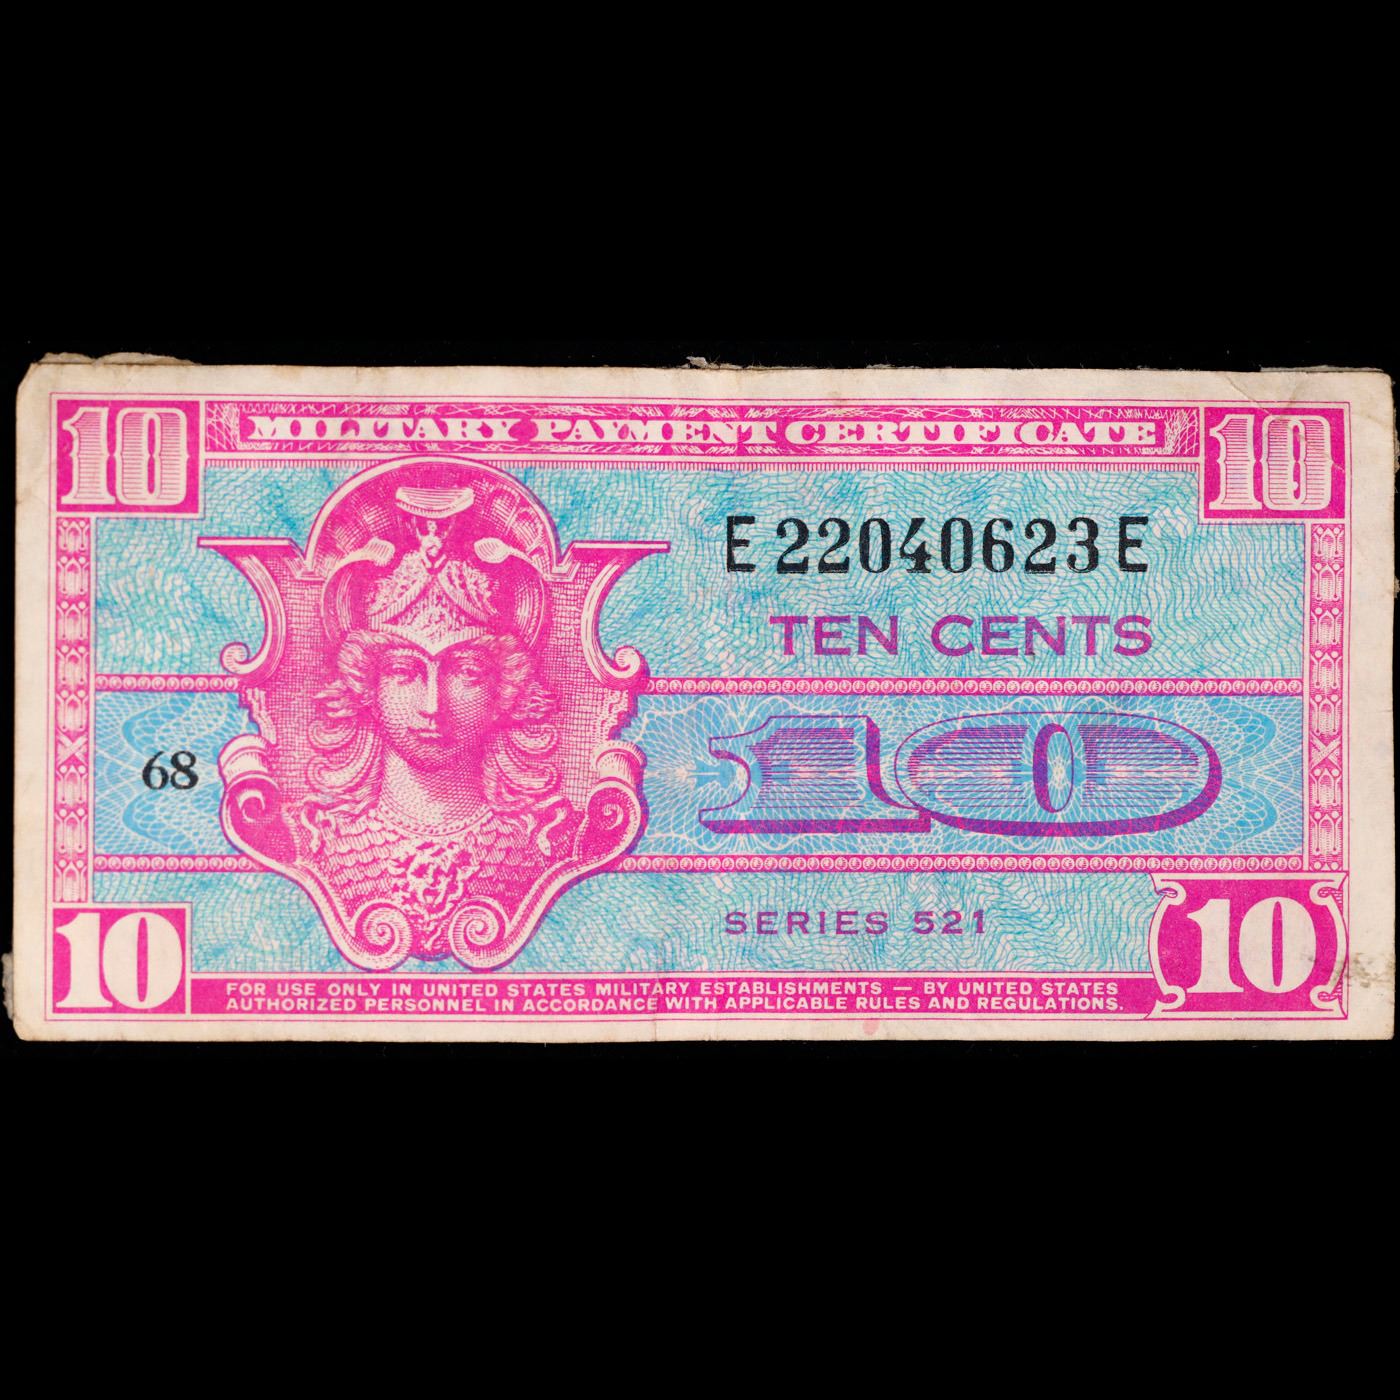 10 MILITARY PAYMENT CERTIFICATE 10
E22040623E
TEN CENTS
68
10
SERIES 521
10
10
FOR USE ONLY IN UNITED STATES MILITARY ESTABLISHMENTS — BY UNITED STATES
AUTHORIZED PERSONNEL IN ACCORDANCE WITH APPLICABLE RULES AND REGULATIONS.